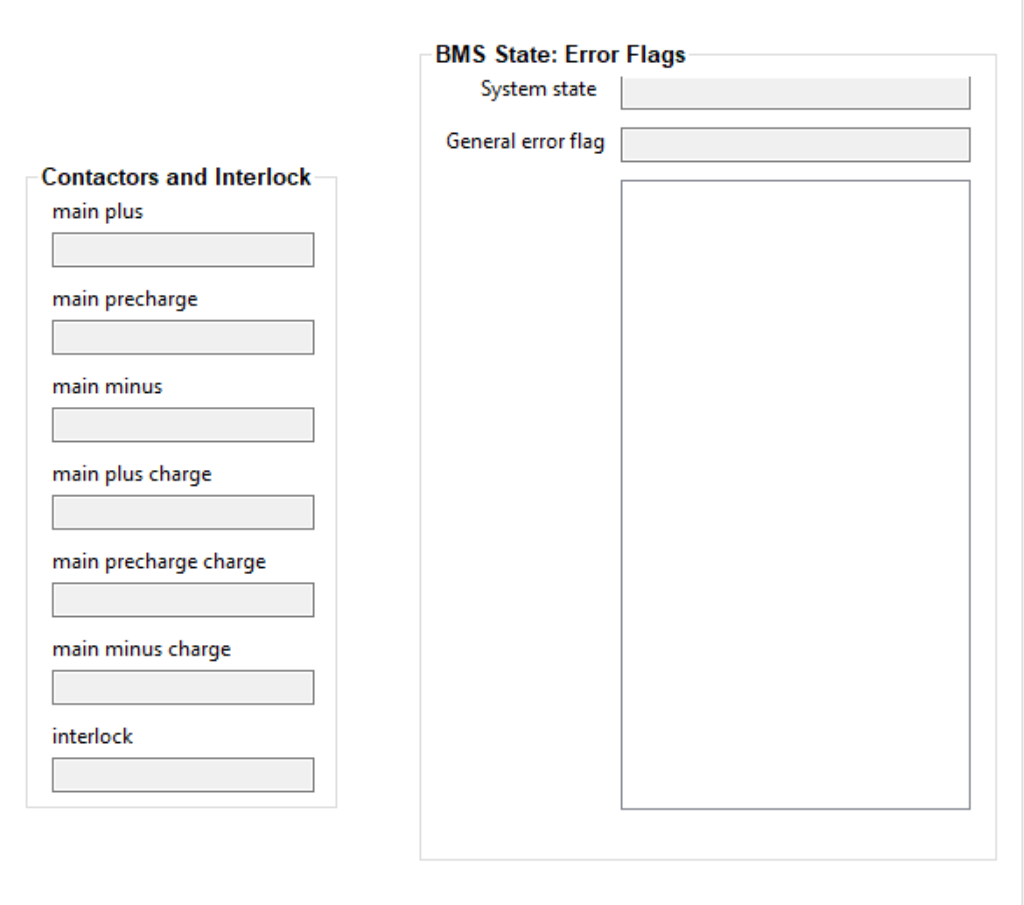 BMS State: Error Flags
System state
General error flag
Contactors and Interlock
main plus
main precharge
main minus
main plus charge
main precharge charge
main minus charge
interlock